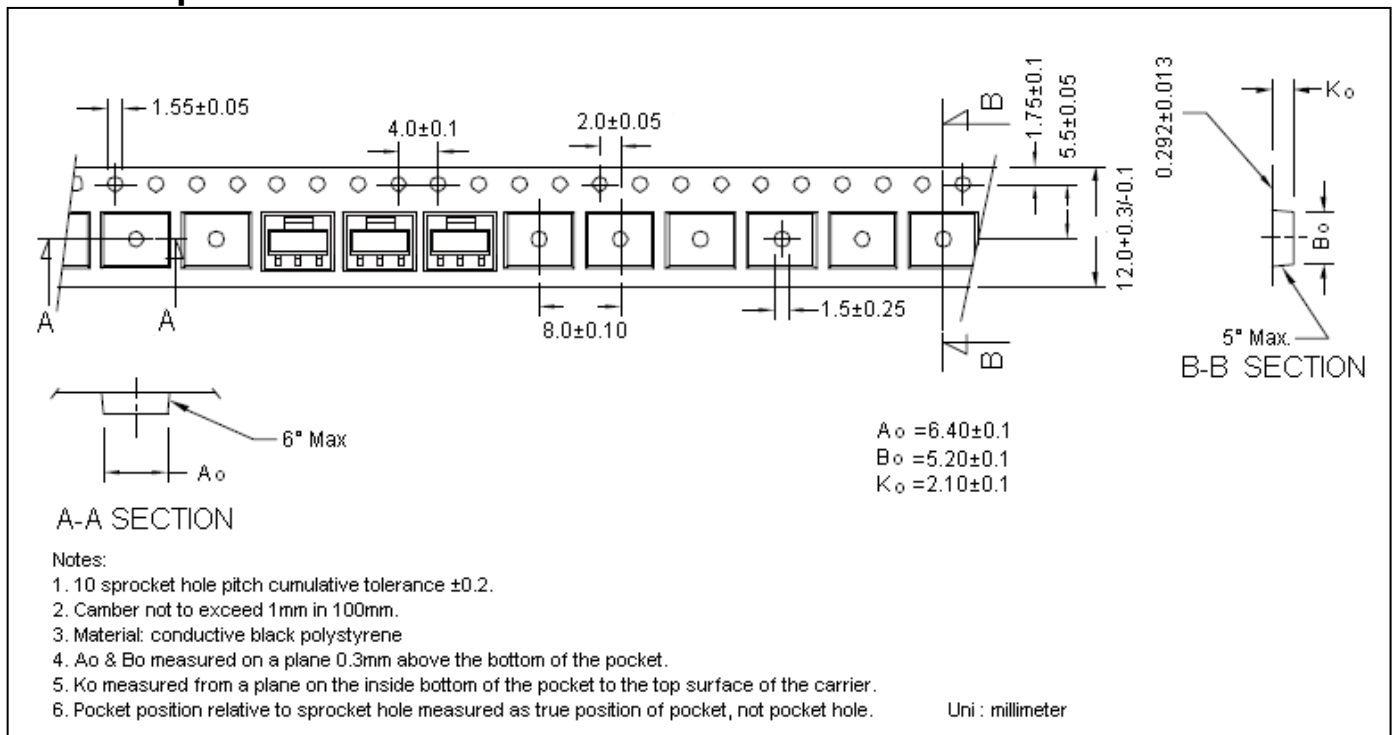 1.55±0.05
4.0±0.1
2.0±0.05
B
1.75±0.1
5.5±0.05
12.0+0.3/-0.1
0.292±0.013
Ko
Bo
5° Max.
B-B SECTION
A
A
8.0±0.10
1.5±0.25
B
6° Max
Ao
A-A SECTION
Ao =6.40±0.1
Bo =5.20±0.1
Ko =2.10±0.1
Notes:
1. 10 sprocket hole pitch cumulative tolerance ±0.2.
2. Camber not to exceed 1mm in 100mm.
3. Material: conductive black polystyrene
4. Ao & Bo measured on a plane 0.3mm above the bottom of the pocket.
5. Ko measured from a plane on the inside bottom of the pocket to the top surface of the carrier.
6. Pocket position relative to sprocket hole measured as true position of pocket, not pocket hole. Uni : millimeter